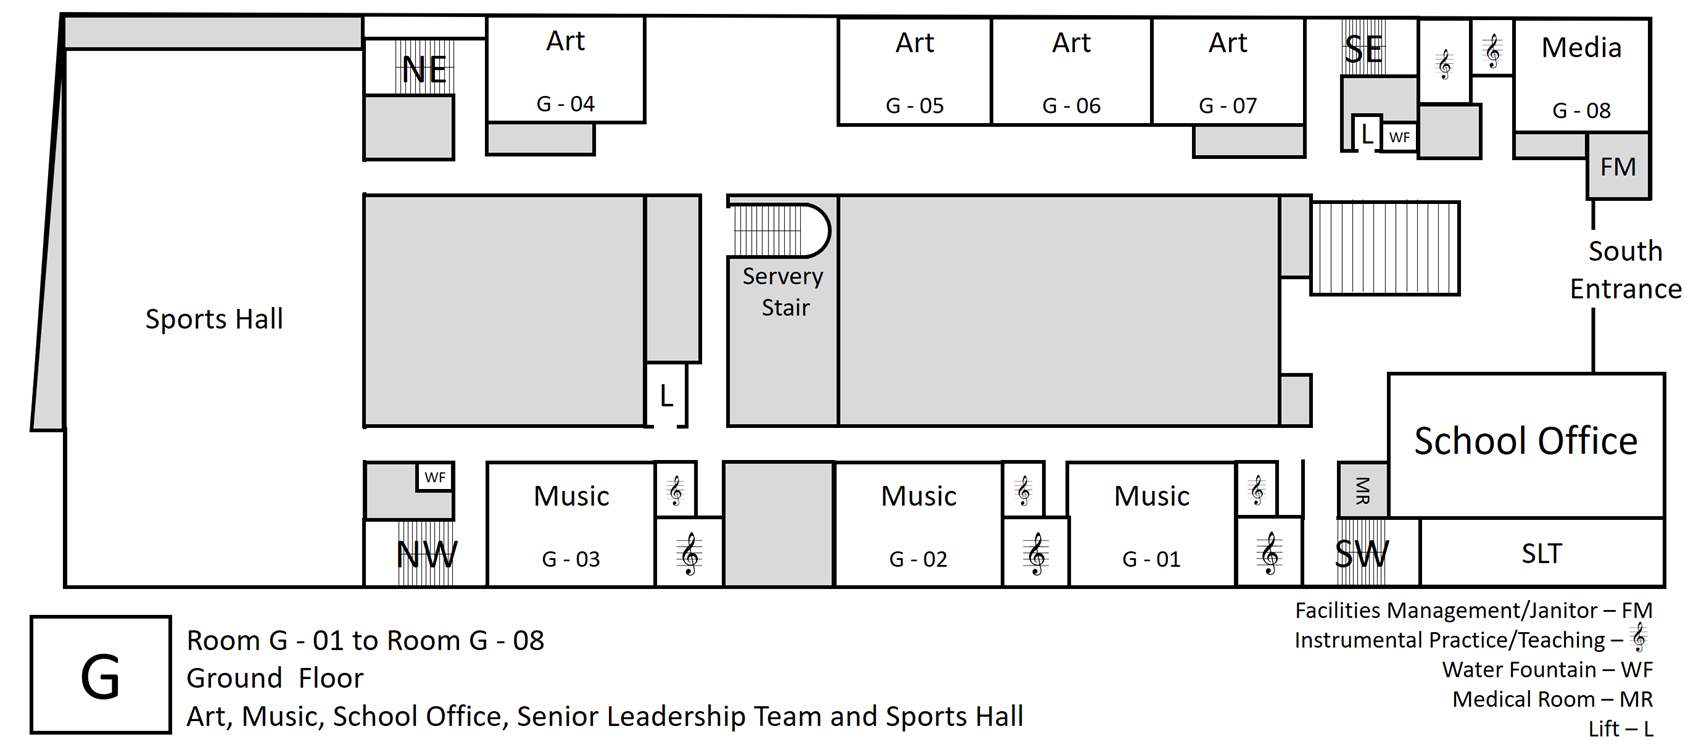 Art
G - 04
Art
G - 05
Art
G - 06
Art
G - 07
Media
G - 08
NE
SE
L
WF
FM
South
Entrance
Servery
Stair
Sports Hall
L
School Office
WF
Music
G - 03
Music
G - 02
Music
G - 01
MR
NW
SW
SLT
G
Room G - 01 to Room G - 08
Ground Floor
Art, Music, School Office, Senior Leadership Team and Sports Hall
Facilities Management/Janitor – FM
Instrumental Practice/Teaching –
Water Fountain – WF
Medical Room – MR
Lift – L